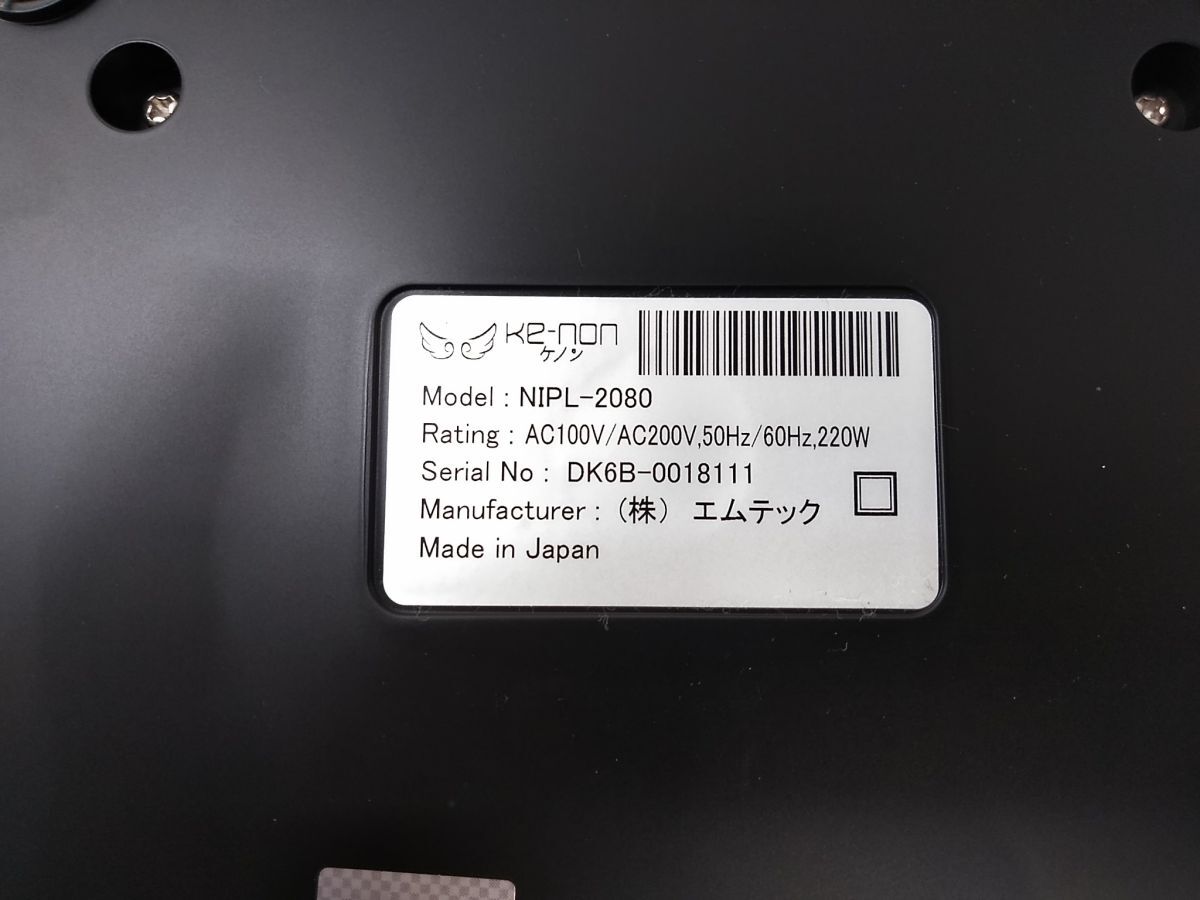 Ke-non
ケノン
Model : NIPL-2080
Rating : AC100V/AC200V,50Hz/60Hz,220W
Serial No : DK6B-0018111
Manufacturer : （株） エムテック
Made in Japan